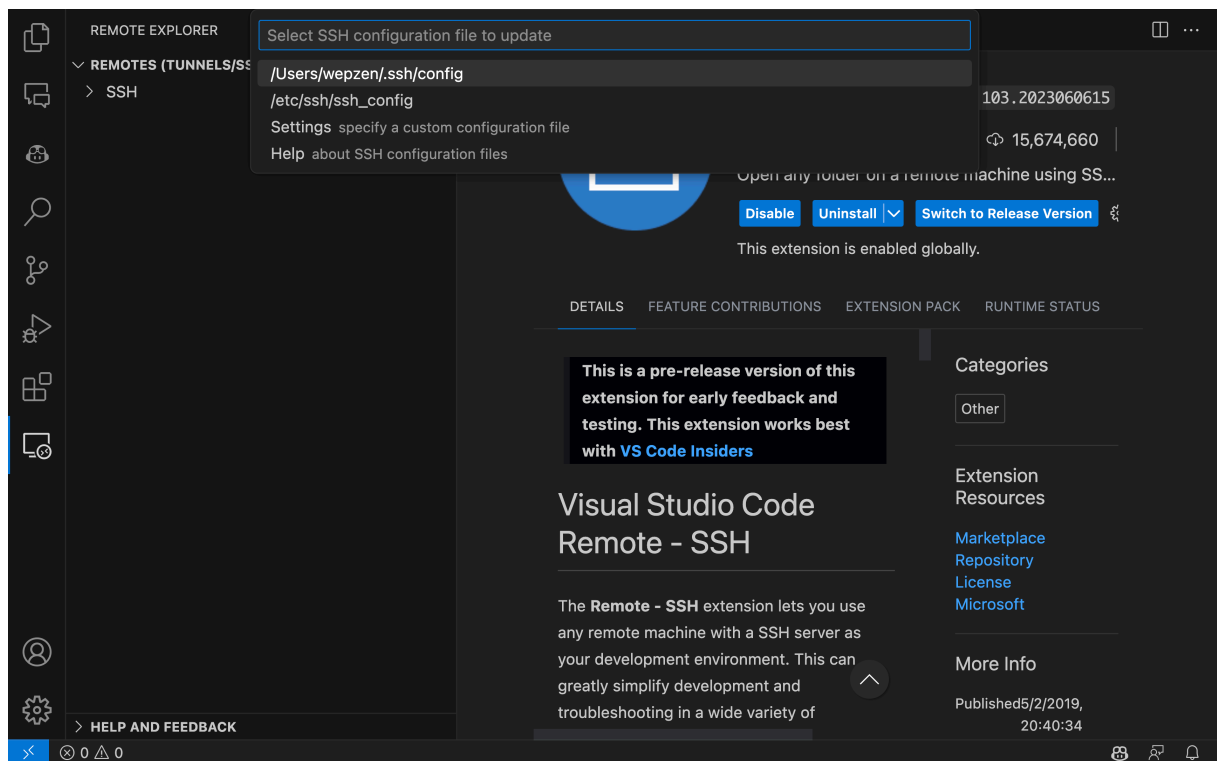 REMOTE EXPLORER
Select SSH configuration file to update
/Users/wepzen/.ssh/config
/etc/ssh/ssh_config
Settings specify a custom configuration file
Help about SSH configuration files
REMOTES (TUNNELS/SS
SSH
103.2023060615
15,674,660
Open any folder on a remote machine using SS...
Disable Uninstall Switch to Release Version
This extension is enabled globally.
DETAILS FEATURE CONTRIBUTIONS EXTENSION PACK RUNTIME STATUS
This is a pre-release version of this
extension for early feedback and
testing. This extension works best
with VS Code Insiders
Visual Studio Code
Remote - SSH
The Remote - SSH extension lets you use
any remote machine with a SSH server as
your development environment. This can
greatly simplify development and
troubleshooting in a wide variety of
Categories
Other
Extension
Resources
Marketplace
Repository
License
Microsoft
More Info
Published5/2/2019,
20:40:34
HELP AND FEEDBACK
0 0